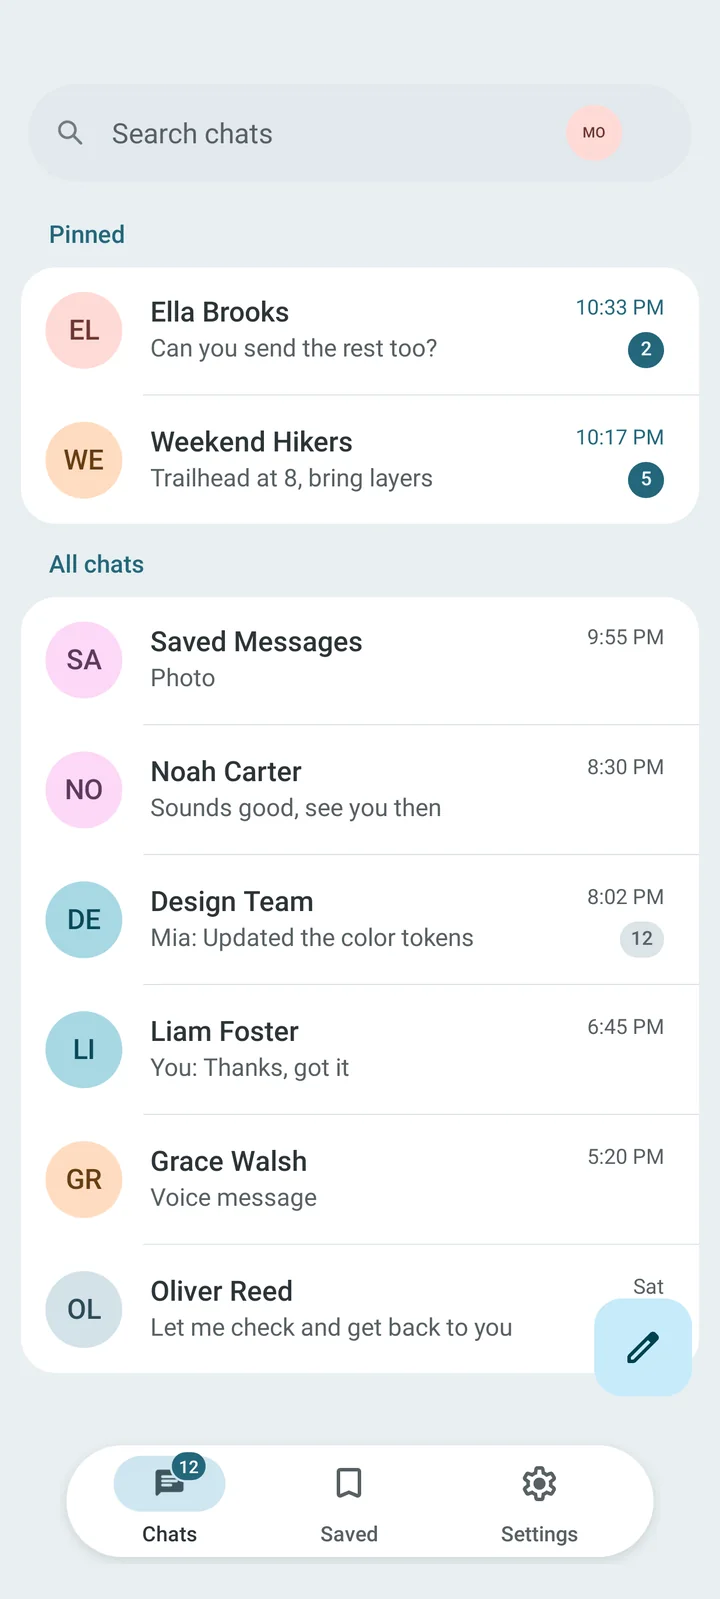 Search chats
MO
Pinned
EL
Ella Brooks
10:33 PM
Can you send the rest too?
2
WE
Weekend Hikers
10:17 PM
Trailhead at 8, bring layers
5
All chats
SA
Saved Messages
9:55 PM
Photo
NO
Noah Carter
8:30 PM
Sounds good, see you then
DE
Design Team
8:02 PM
Mia: Updated the color tokens
12
LI
Liam Foster
6:45 PM
You: Thanks, got it
GR
Grace Walsh
5:20 PM
Voice message
OL
Oliver Reed
Sat
Let me check and get back to you
12
Chats
Saved
Settings